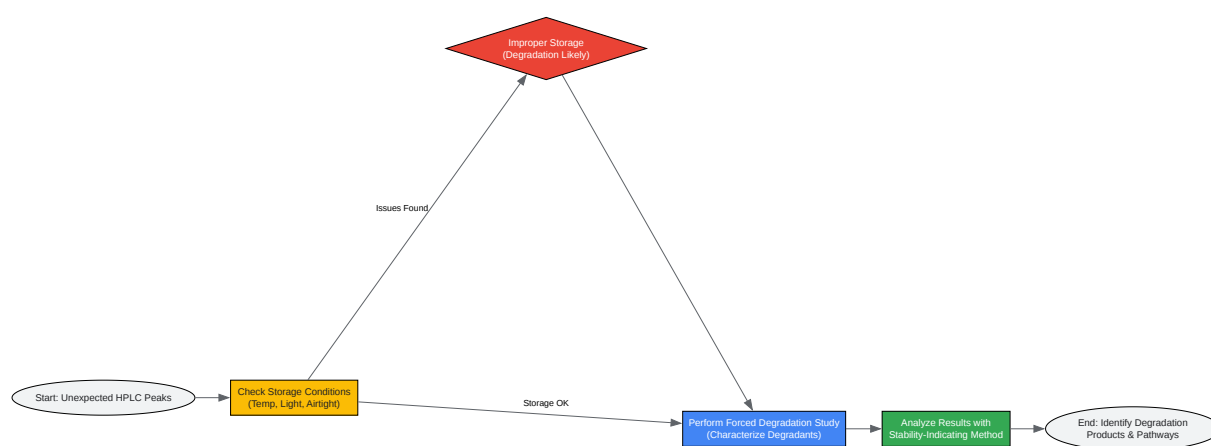 Improper Storage
(Degradation Likely)
Issues Found
Start: Unexpected HPLC Peaks
Check Storage Conditions
(Temp, Light, Airtight)
Storage OK
Perform Forced Degradation Study
(Characterize Degradants)
Analyze Results with
Stability-Indicating Method
End: Identify Degradation
Products & Pathways